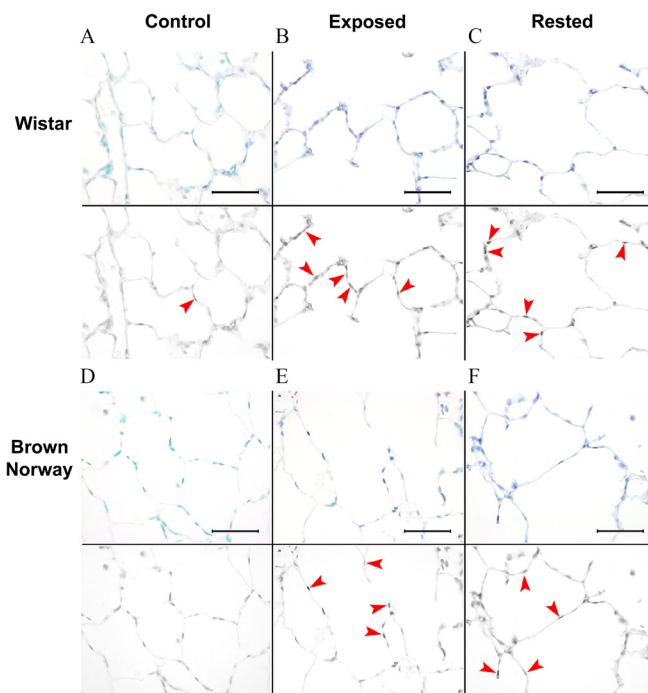 Control Exposed Rested
A B C
Wistar
D E F
Brown
Norway